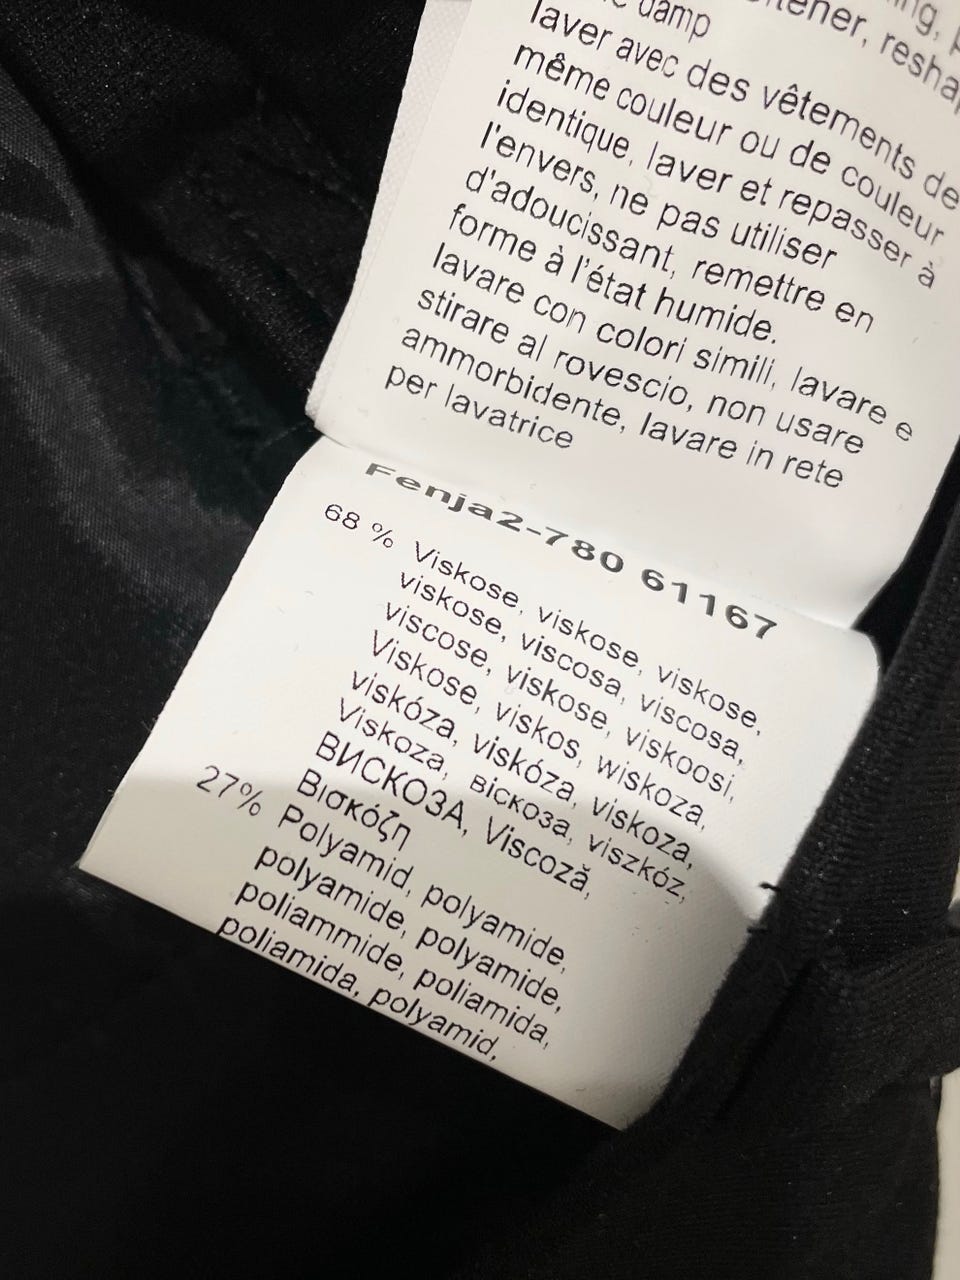 damp
softener, resha
laver avec des vêtements de
même couleur ou de couleur
identique, laver et repasser à
l'envers, ne pas utiliser
d'adoucissant, remettre en
forme à l'état humide.
lavare con colori simili, lavare e
stirare al rovescio, non usare
ammorbidente, lavare in rete
per lavatrice
Fenja2-780 61167
68 % Viskose, viskose, viskose,
viskose, viscosa, viscosa,
viscose, viskose, viskoosi,
Viskose, viskos, wiskoza,
viskóza, viskóza, viskoza,
Viskoza, віскоза, viszkóz,
ВИСКОЗА, Viscoză,
Βισκόζη
27% Polyamid, polyamide,
polyamide, polyamide,
poliammide, poliamida,
poliamida, polyamid,